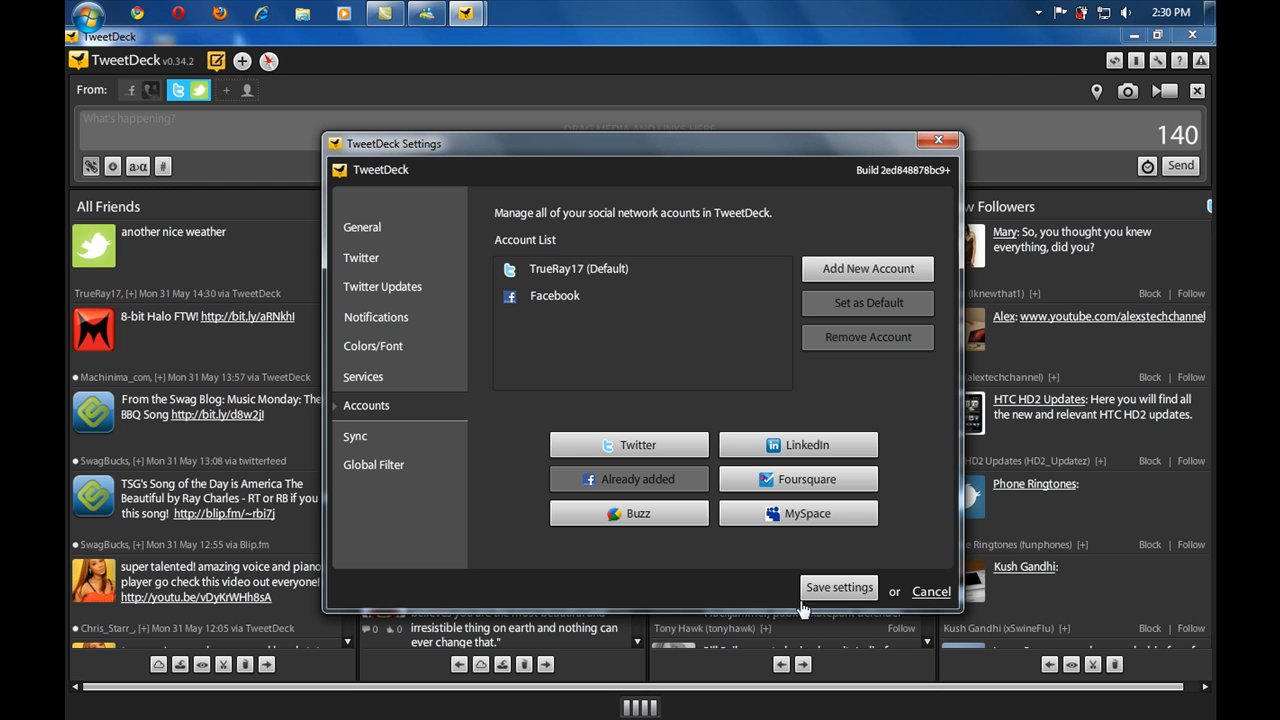 2:30 PM
TweetDeck
TweetDeck v0.34.2
From:
What's happening?
140
Send
All Friends
another nice weather
TrueRay17, [+] Mon 31 May 14:30 via TweetDeck
8-bit Halo FTW! http://bit.ly/aRNkhI
Machinima_com, [+] Mon 31 May 13:57 via TweetDeck
From the Swag Blog: Music Monday: The
BBQ Song http://bit.ly/d8w2jI
SwagBucks, [+] Mon 31 May 13:08 via twitterfeed
TSG's Song of the Day is America The
Beautiful by Ray Charles - RT or RB if you
this song! http://blip.fm/~rbi7j
SwagBucks, [+] Mon 31 May 12:55 via Blip.fm
super talented! amazing voice and piano
player go check this video out everyone!
http://youtu.be/vDyKrWHh8sA
Chris_Starr_, [+] Mon 31 May 12:05 via TweetDeck
TweetDeck Settings
TweetDeck
Build 2ed848878bc9+
General
Twitter
Twitter Updates
Notifications
Colors/Font
Services
Accounts
Sync
Global Filter
Manage all of your social network acounts in TweetDeck.
Account List
TrueRay17 (Default)
Facebook
Add New Account
Set as Default
Remove Account
Twitter
LinkedIn
Already added
Foursquare
Buzz
MySpace
Save settings or Cancel
irresistible thing on earth and nothing can
ever change that."
0 0
Tony Hawk (tonyhawk) [+] Follow
w Followers
Mary: So, you thought you knew
everything, did you?
(Iknewthat1) [+] Block | Follow
Alex: www.youtube.com/alexstechchannel
(alextechchannel) [+] Block | Follow
HTC HD2 Updates: Here you will find all
the new and relevant HTC HD2 updates.
HD2 Updates (HD2_Updatez) [+] Block | Follow
Phone Ringtones:
e Ringtones (funphones) [+] Block | Follow
Kush Gandhi:
Kush Gandhi (xSwineFlu) [+] Block | Follow